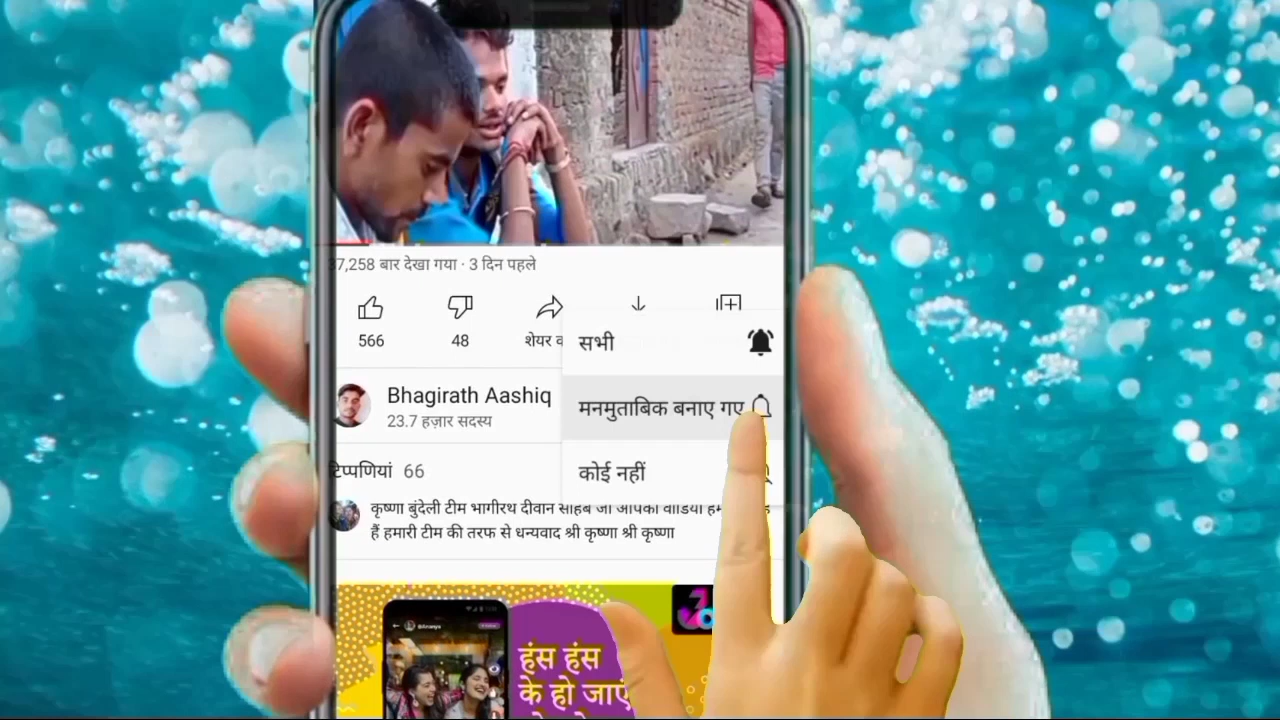 37,258 बार देखा गया · 3 दिन पहले
566
48
शेयर
सभी
Bhagirath Aashiq
मनमुताबिक बनाए गए
23.7 हज़ार सदस्य
टिप्पणियां 66
कोई नहीं
कृष्णा बुंदेली टीम भागीरथ दीवान साहब जी आपकी
हैं हमारी टीम की तरफ से धन्यवाद श्री कृष्णा श्री कृष्णा
हंस हंस
के हो जाएं